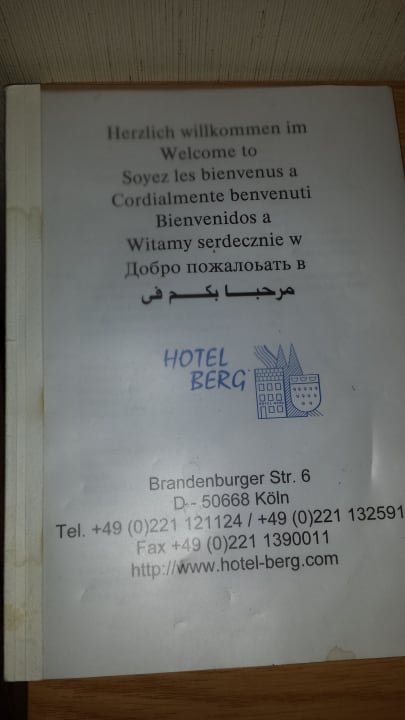 Herzlich willkommen im
Welcome to
Soyez les bienvenus a
Cordialmente benvenuti
Bienvenidos a
Witamy serdecznie w
Добро пожалоьать в
مرحبـــا بكـــم فى
HOTEL
BERG
Brandenburger Str. 6
D - 50668 Köln
Tel. +49 (0)221 121124 / +49 (0)221 132591
Fax +49 (0)221 1390011
http://www.hotel-berg.com